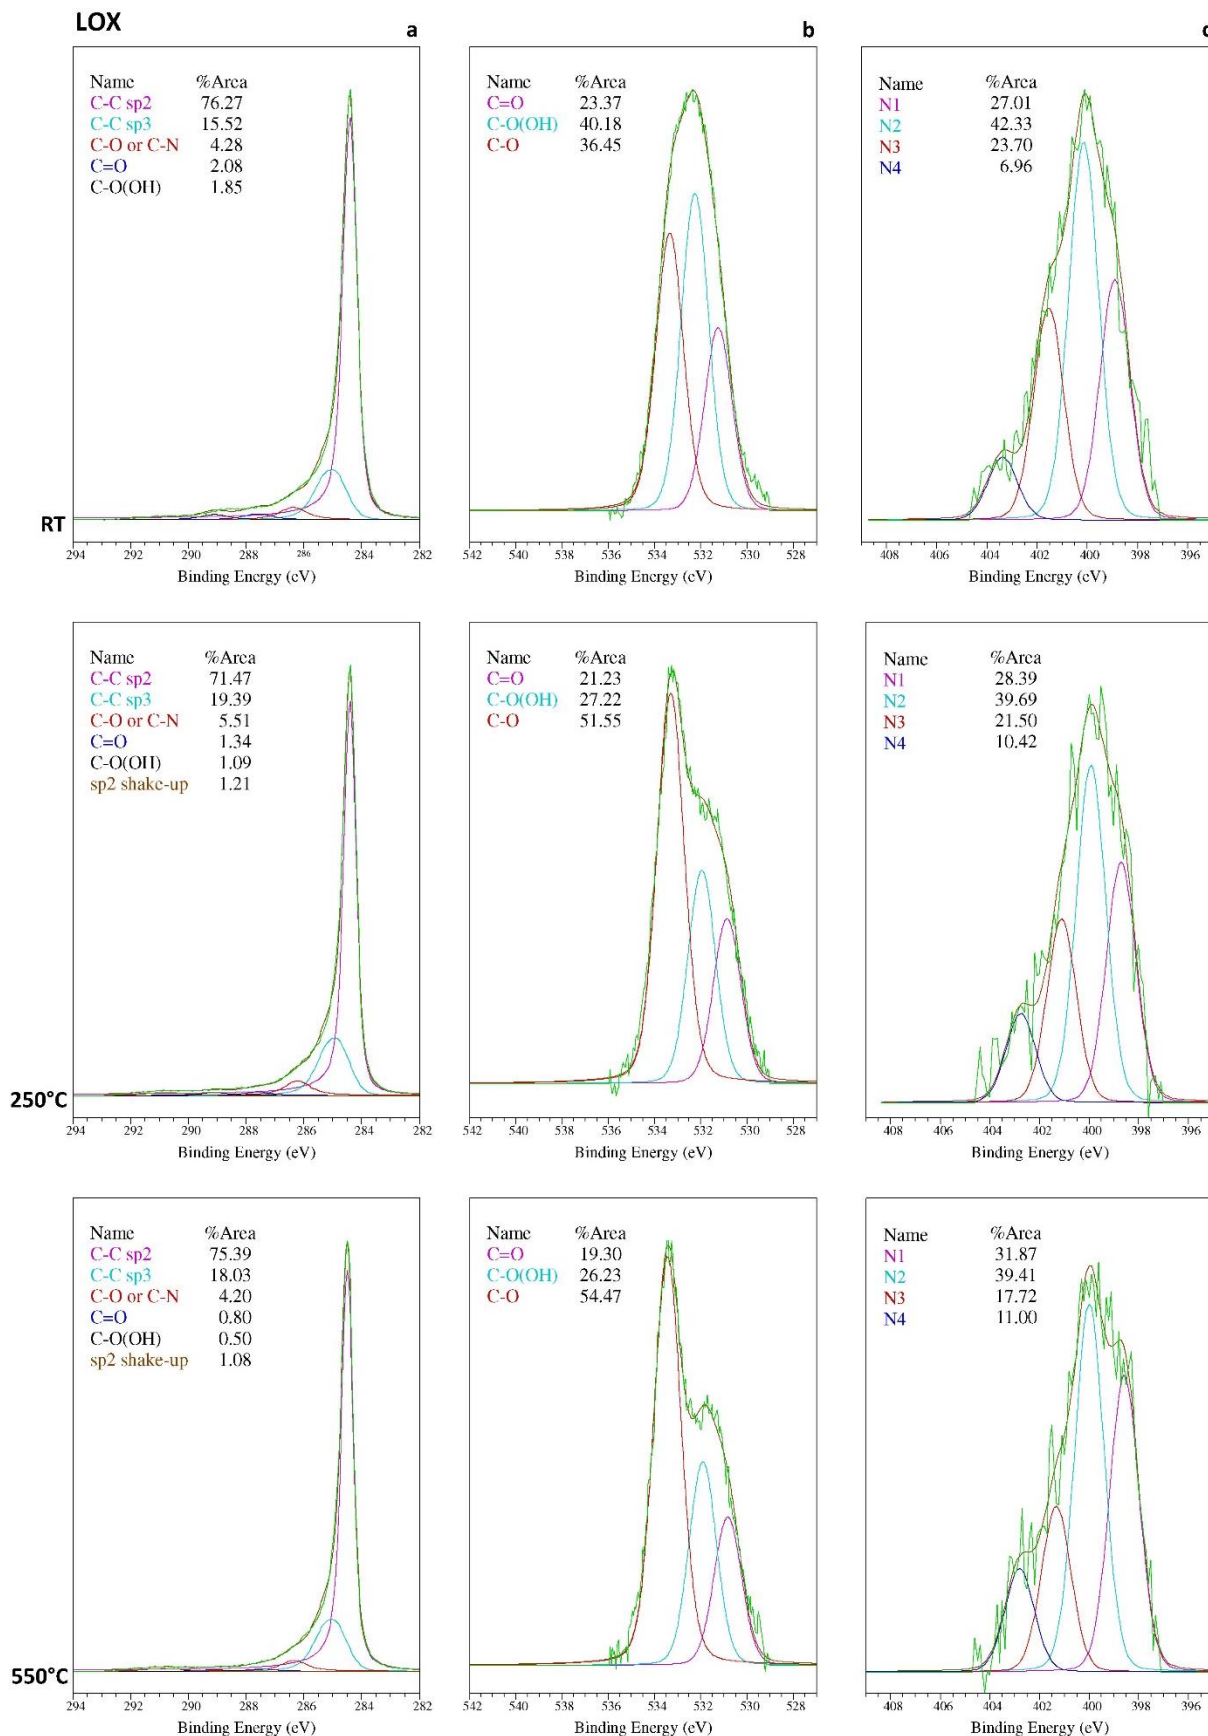 LOX
a
b
Name %Area
C-C sp2 76.27
C-C sp3 15.52
C-O or C-N 4.28
C=O 2.08
C-O(OH) 1.85
Name %Area
C=O 23.37
C-O(OH) 40.18
C-O 36.45
Name %Area
N1 27.01
N2 42.33
N3 23.70
N4 6.96
RT
294 292 290 288 286 284 282
Binding Energy (eV)
542 540 538 536 534 532 530 528
Binding Energy (eV)
408 406 404 402 400 398 396
Binding Energy (eV)
Name %Area
C-C sp2 71.47
C-C sp3 19.39
C-O or C-N 5.51
C=O 1.34
C-O(OH) 1.09
sp2 shake-up 1.21
Name %Area
C=O 21.23
C-O(OH) 27.22
C-O 51.55
Name %Area
N1 28.39
N2 39.69
N3 21.50
N4 10.42
250°C
294 292 290 288 286 284 282
Binding Energy (eV)
542 540 538 536 534 532 530 528
Binding Energy (eV)
408 406 404 402 400 398 396
Binding Energy (eV)
Name %Area
C-C sp2 75.39
C-C sp3 18.03
C-O or C-N 4.20
C=O 0.80
C-O(OH) 0.50
sp2 shake-up 1.08
Name %Area
C=O 19.30
C-O(OH) 26.23
C-O 54.47
Name %Area
N1 31.87
N2 39.41
N3 17.72
N4 11.00
550°C
294 292 290 288 286 284 282
Binding Energy (eV)
542 540 538 536 534 532 530 528
Binding Energy (eV)
408 406 404 402 400 398 396
Binding Energy (eV)